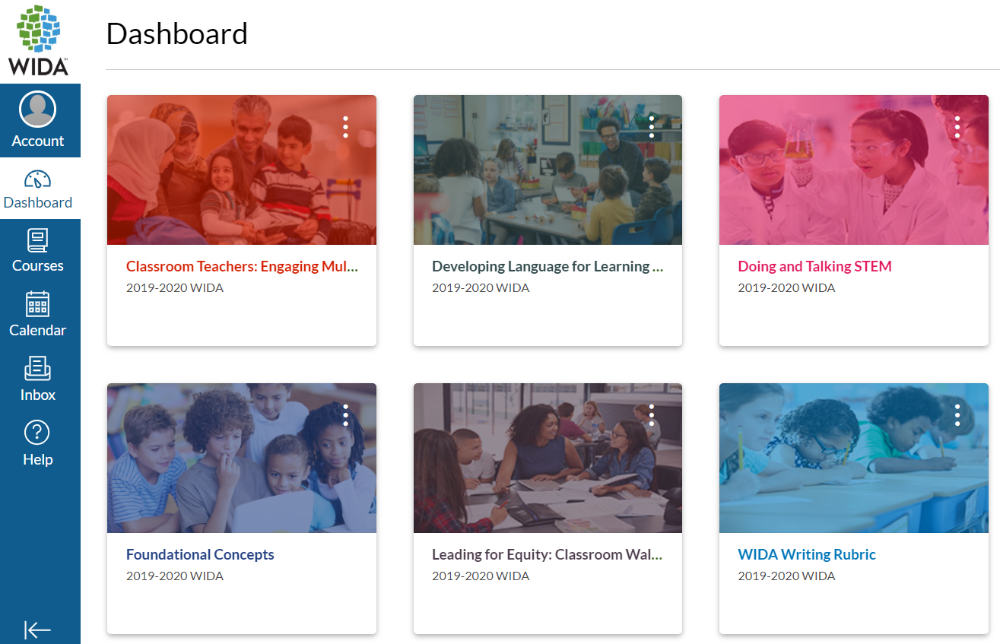 WIDA
Dashboard
Account
Dashboard
Courses
Calendar
Inbox
Help
Classroom Teachers: Engaging Mul...
2019-2020 WIDA
Developing Language for Learning ...
2019-2020 WIDA
Doing and Talking STEM
2019-2020 WIDA
Foundational Concepts
2019-2020 WIDA
Leading for Equity: Classroom Wal...
2019-2020 WIDA
WIDA Writing Rubric
2019-2020 WIDA